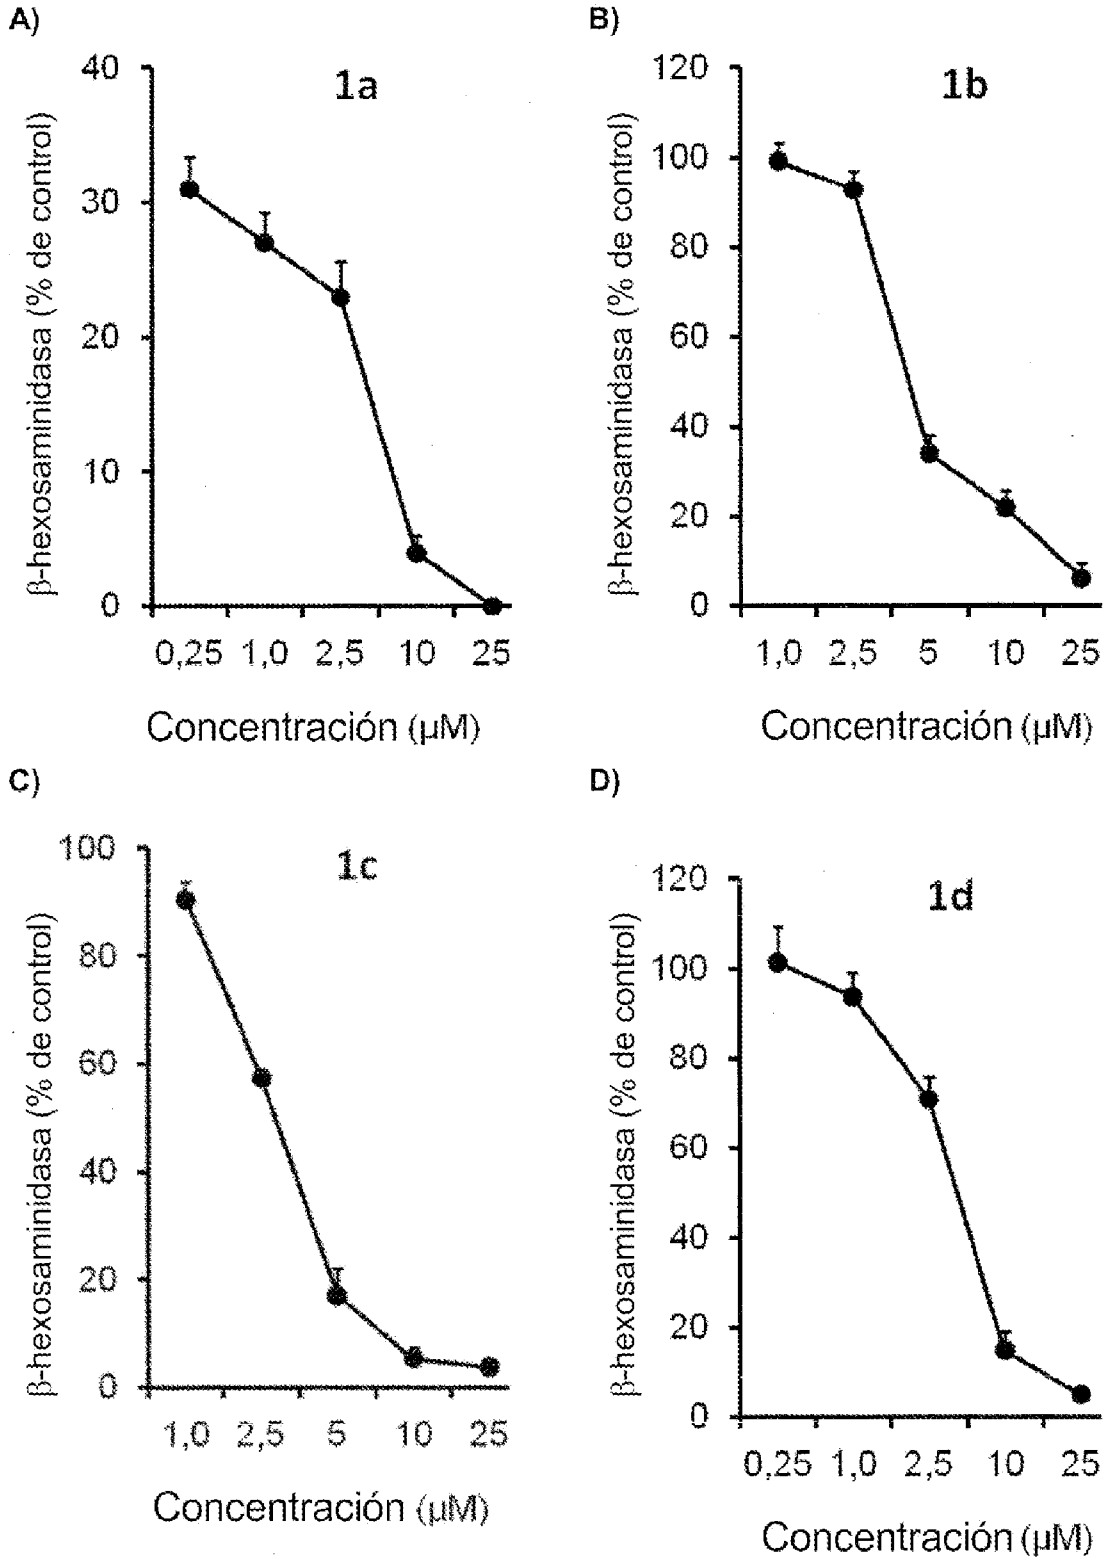 A)
1a
β-hexosaminidasa (% de control)
40
30
20
10
0
0,25 1,0 2,5 10 25
Concentración (µM)
B)
1b
β-hexosaminidasa (% de control)
120
100
80
60
40
20
0
1,0 2,5 5 10 25
Concentración (µM)
C)
1c
β-hexosaminidasa (% de control)
100
80
60
40
20
0
1,0 2,5 5 10 25
Concentración (µM)
D)
1d
β-hexosaminidasa (% de control)
120
100
80
60
40
20
0
0,25 1,0 2,5 10 25
Concentración (µM)